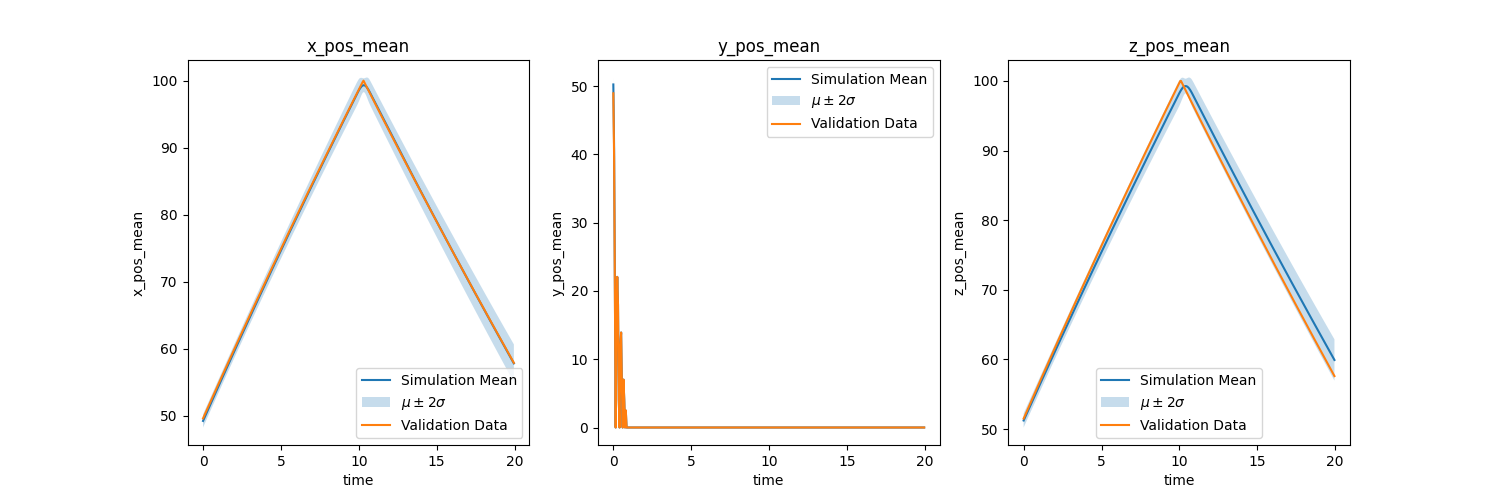 x_pos_mean
x_pos_mean
100
90
80
70
60
50
0
5
10
15
20
time
Simulation Mean
μ ± 2σ
Validation Data
y_pos_mean
y_pos_mean
50
40
30
20
10
0
0
5
10
15
20
time
Simulation Mean
μ ± 2σ
Validation Data
z_pos_mean
z_pos_mean
100
90
80
70
60
50
0
5
10
15
20
time
Simulation Mean
μ ± 2σ
Validation Data